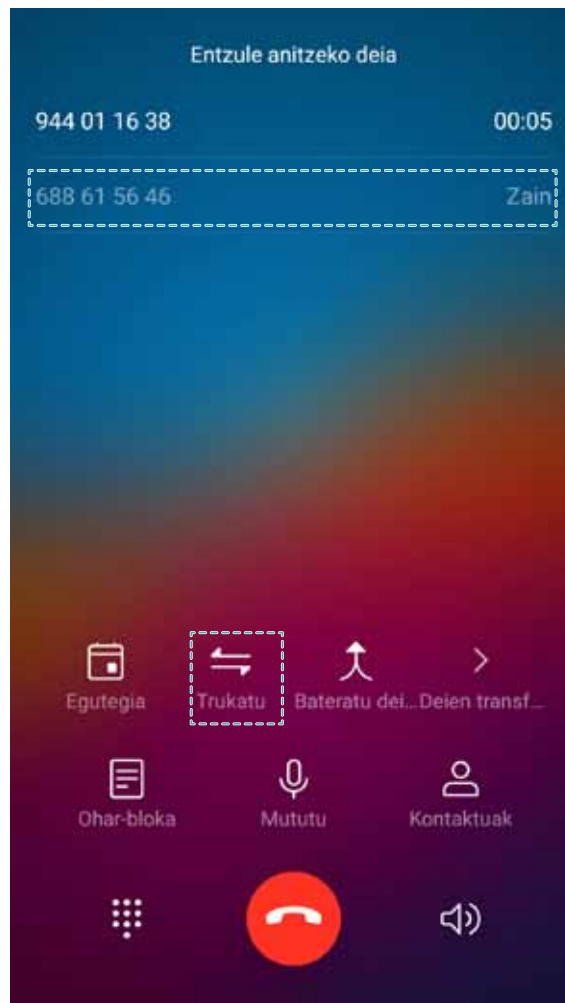 Entzule anitzeko deia
944 01 16 38 00:05
688 61 56 46 Zain
Egutegia Trukatu Bateratu dei... Deien transf...
Ohar-bloka Mututu Kontaktuak